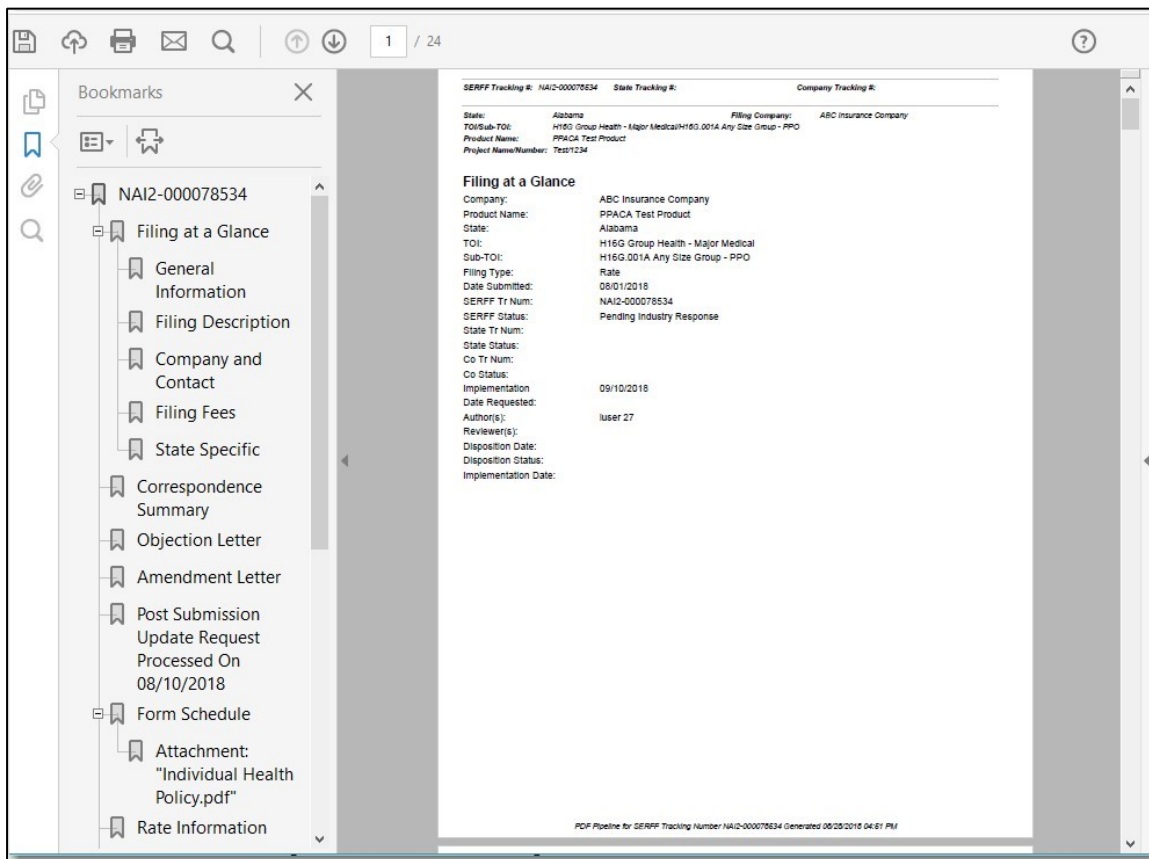 1 / 24
Bookmarks
NAI2-000078534
Filing at a Glance
General
Information
Filing Description
Company and
Contact
Filing Fees
State Specific
Correspondence
Summary
Objection Letter
Amendment Letter
Post Submission
Update Request
Processed On
08/10/2018
Form Schedule
Attachment:
"Individual Health
Policy.pdf"
Rate Information
SERFF Tracking #: NAI2-000078534 State Tracking #: Company Tracking #:
State: Alabama Filing Company: ABC Insurance Company
TOI/Sub-TOI: H16G Group Health - Major Medical/H16G.001A Any Size Group - PPO
Product Name: PPACA Test Product
Project Name/Number: Test/1234
Filing at a Glance
Company: ABC Insurance Company
Product Name: PPACA Test Product
State: Alabama
TOI: H16G Group Health - Major Medical
Sub-TOI: H16G.001A Any Size Group - PPO
Filing Type: Rate
Date Submitted: 08/01/2018
SERFF Tr Num: NAI2-000078534
SERFF Status: Pending Industry Response
State Tr Num:
State Status:
Co Tr Num:
Co Status:
Implementation 09/10/2018
Date Requested:
Author(s): Iuser 27
Reviewer(s):
Disposition Date:
Disposition Status:
Implementation Date:
PDF Pipeline for SERFF Tracking Number NAI2-000078534 Generated